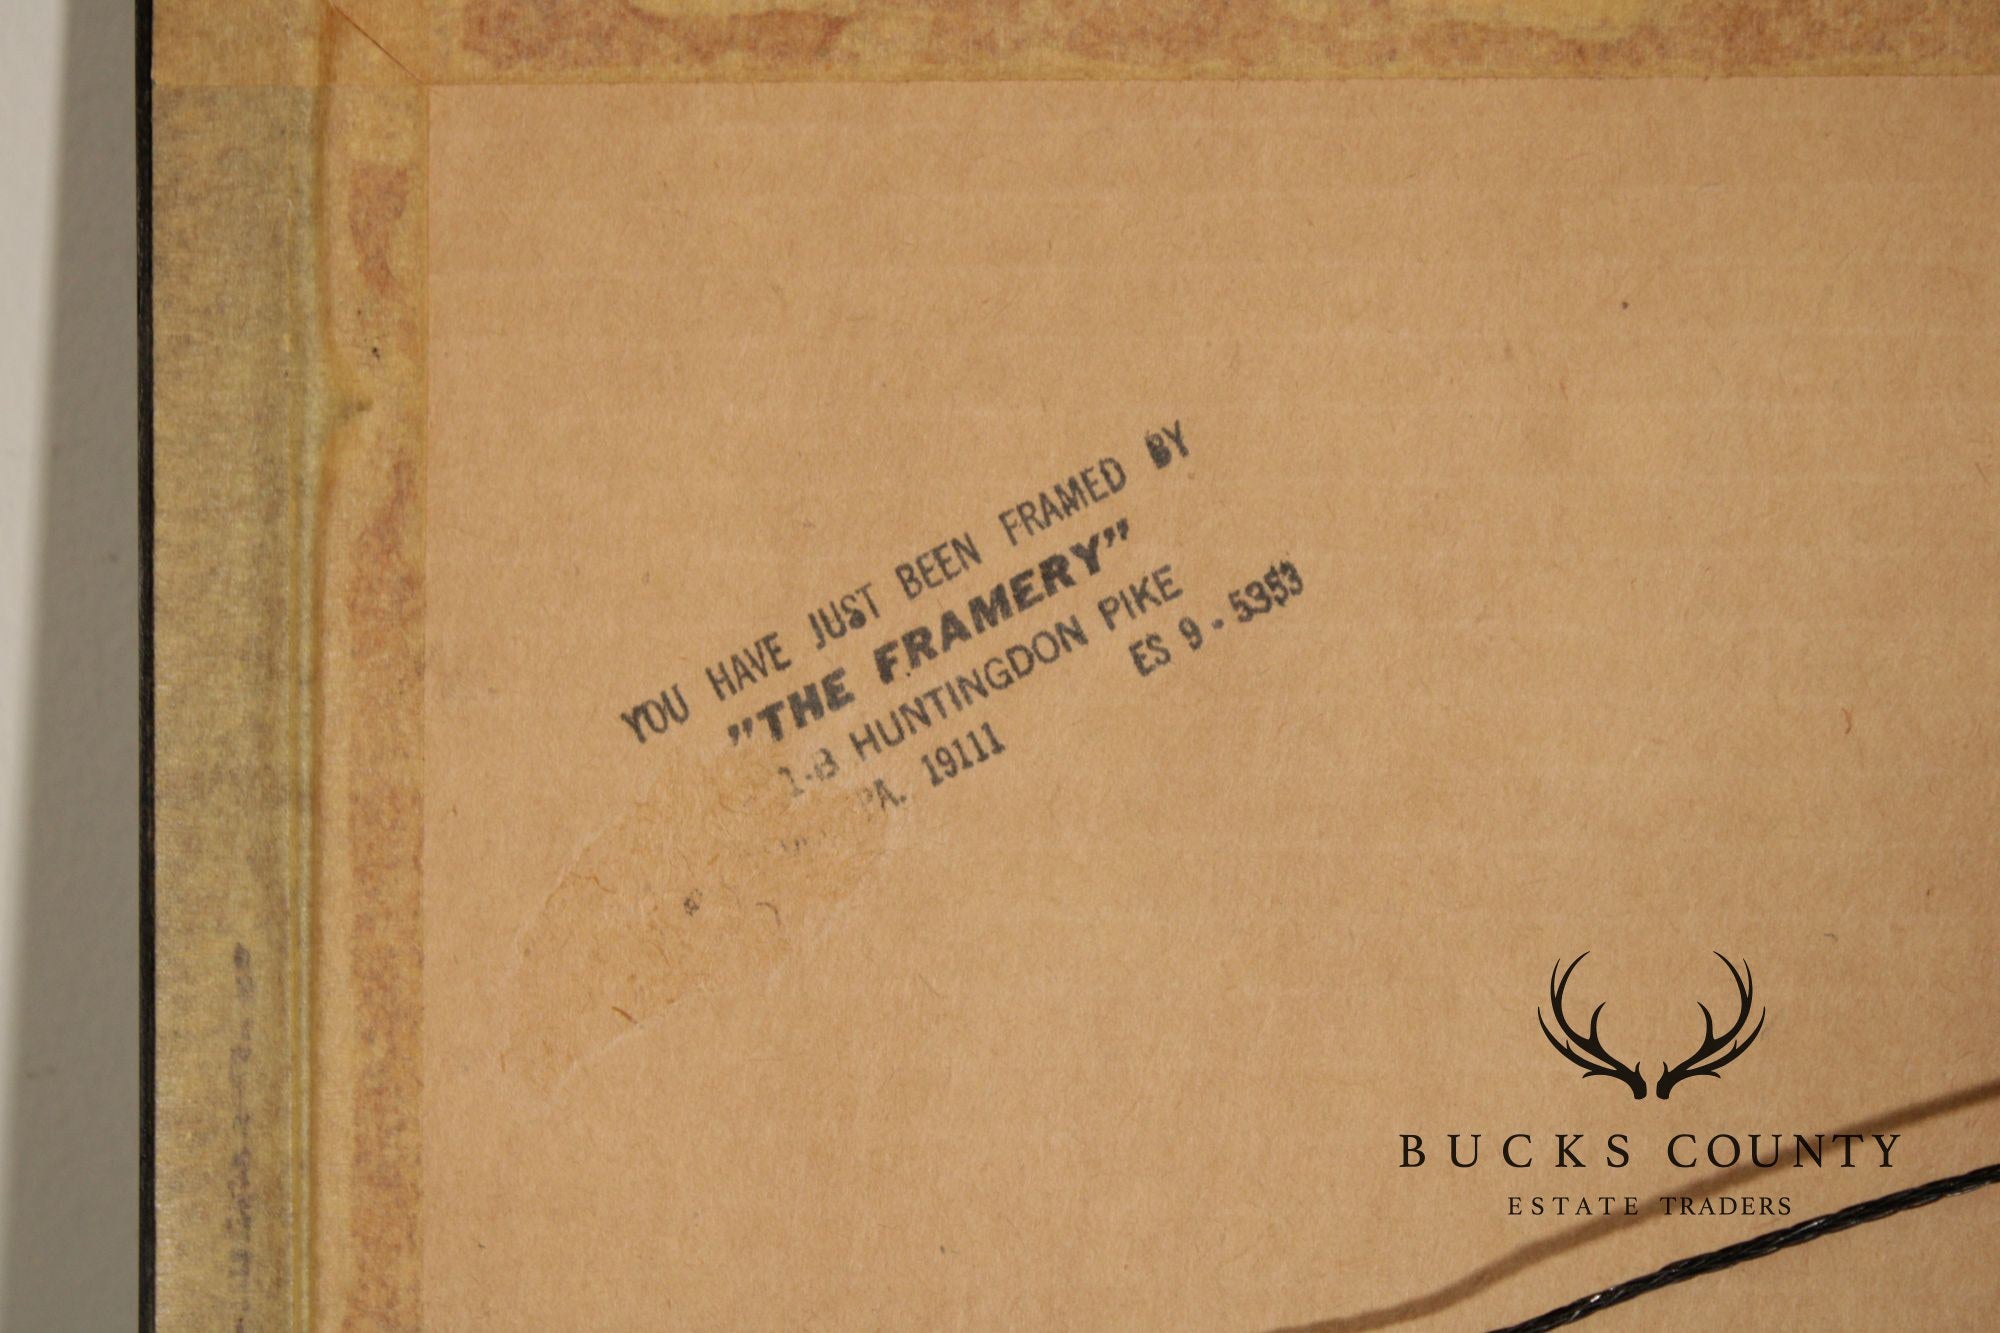 YOU HAVE JUST BEEN FRAMED BY
"THE FRAMERY"
1-B HUNTINGDON PIKE
PA. 19111
ES 9 - 5353
BUCKS COUNTY
ESTATE TRADERS